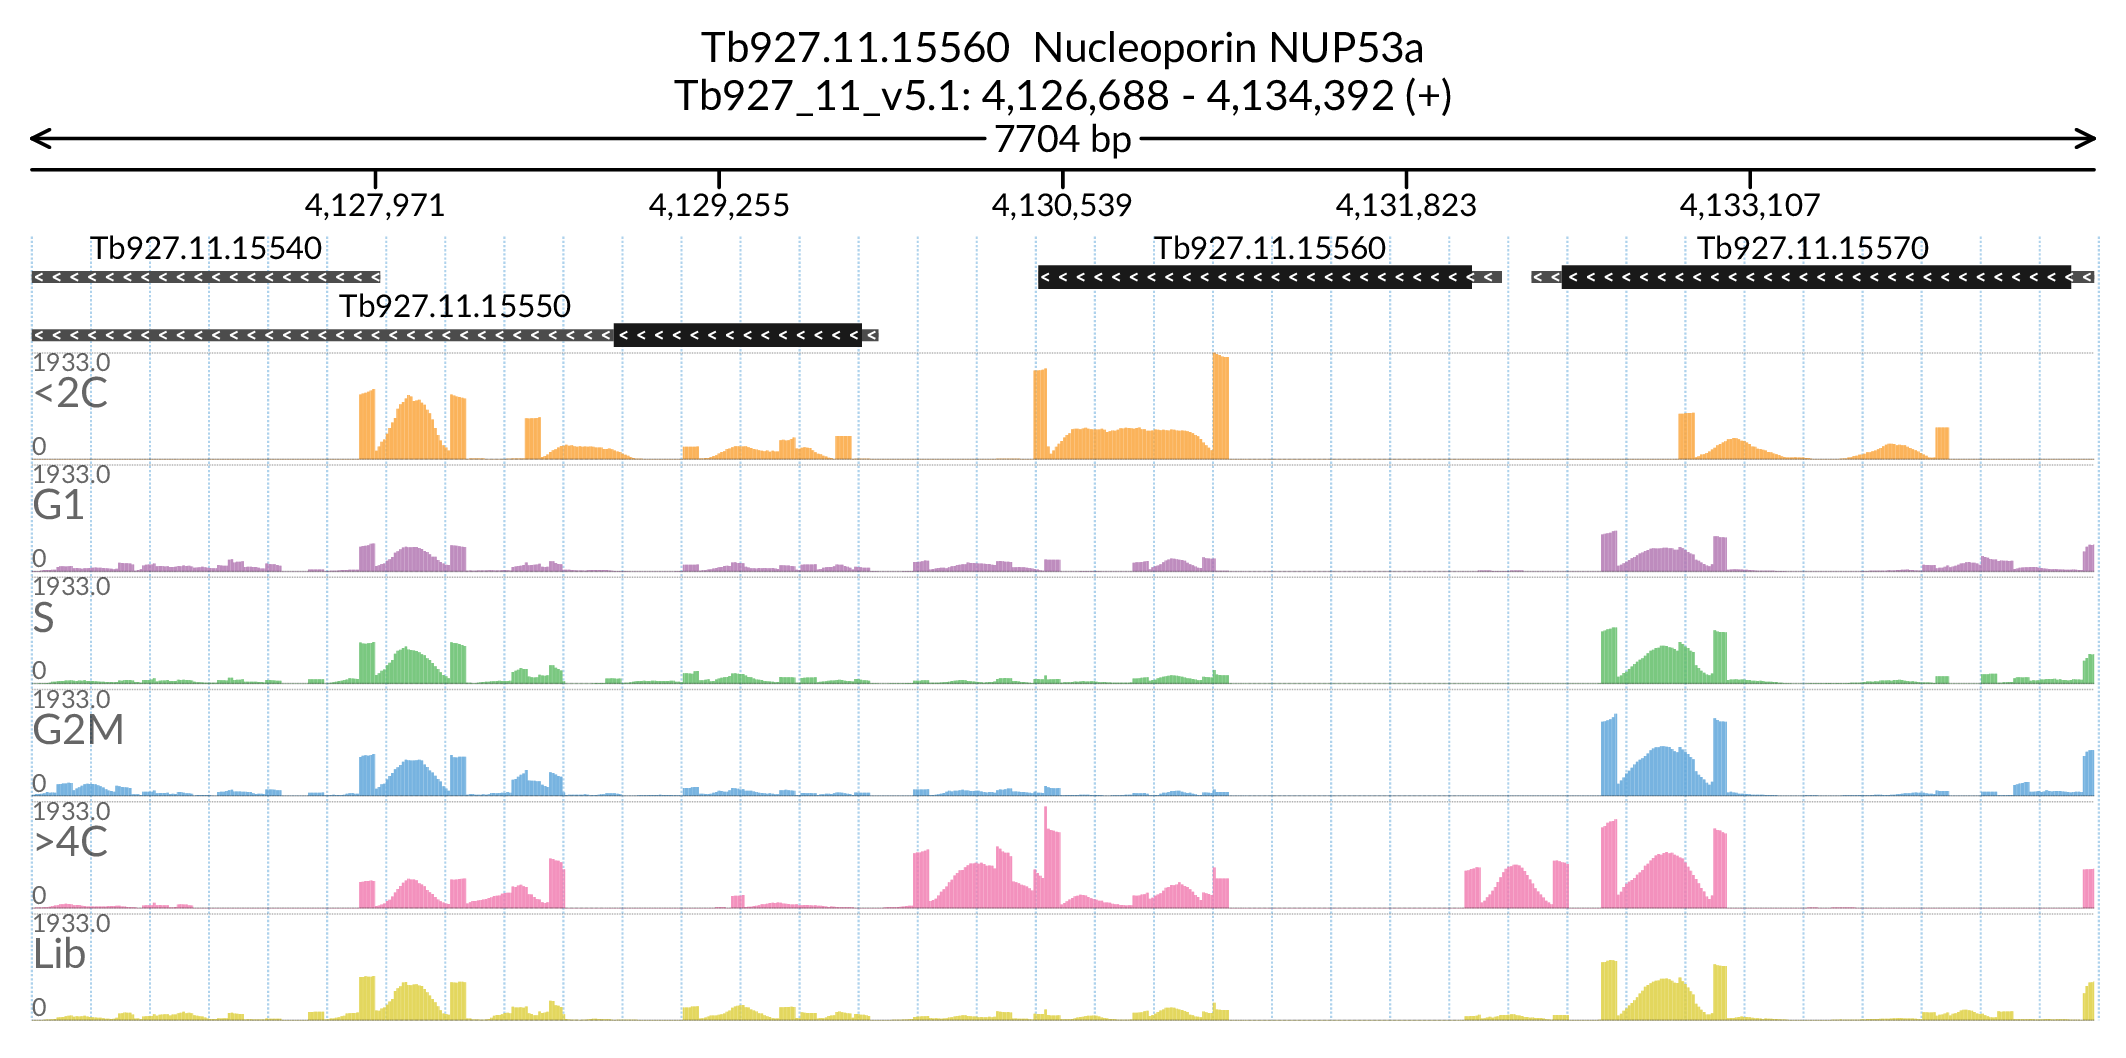 Tb927.11.15560 Nucleoporin NUP53a
Tb927_11_v5.1: 4,126,688 - 4,134,392 (+)
7704 bp
4,127,971 4,129,255 4,130,539 4,131,823 4,133,107
Tb927.11.15540 Tb927.11.15560 Tb927.11.15570
Tb927.11.15550
1933.0
<2C
0
1933.0
G1
0
1933.0
S
0
1933.0
G2M
0
1933.0
>4C
0
1933.0
Lib
0